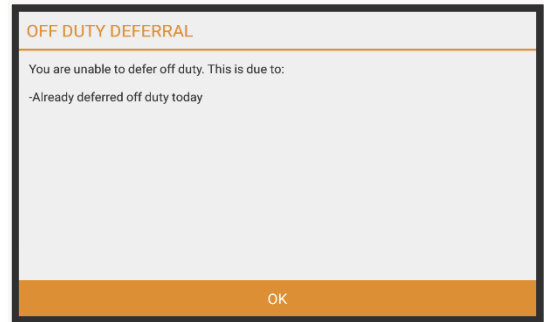 OFF DUTY DEFERRAL
You are unable to defer off duty. This is due to:
-Already deferred off duty today
OK